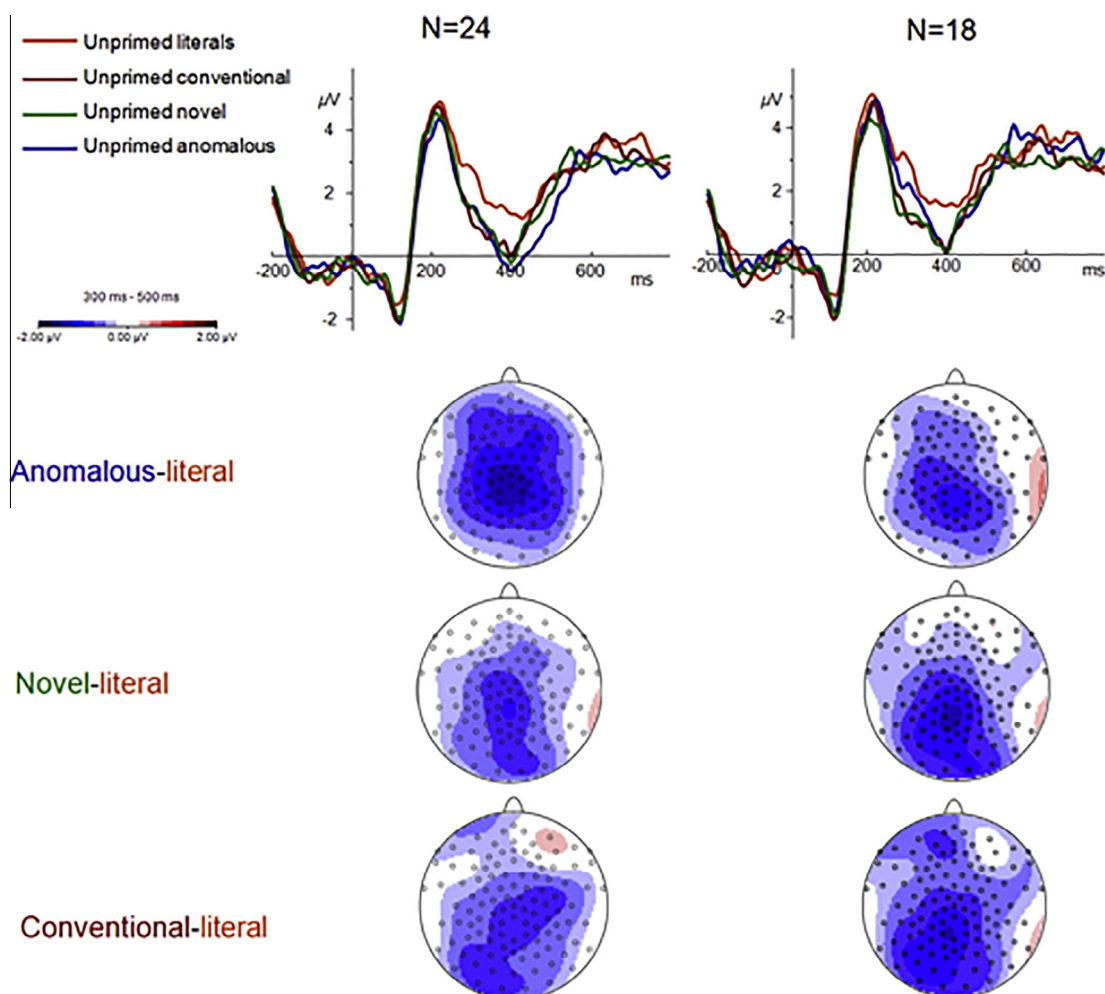 N=24
N=18
Unprimed literals
Unprimed conventional
Unprimed novel
Unprimed anomalous
µV
4
2
-200
200
400
600
ms
-2
µV
4
2
-200
200
400
600
ms
-2
300 ms - 500 ms
-2.00 µV 0.00 µV 2.00 µV
Anomalous-literal
Novel-literal
Conventional-literal